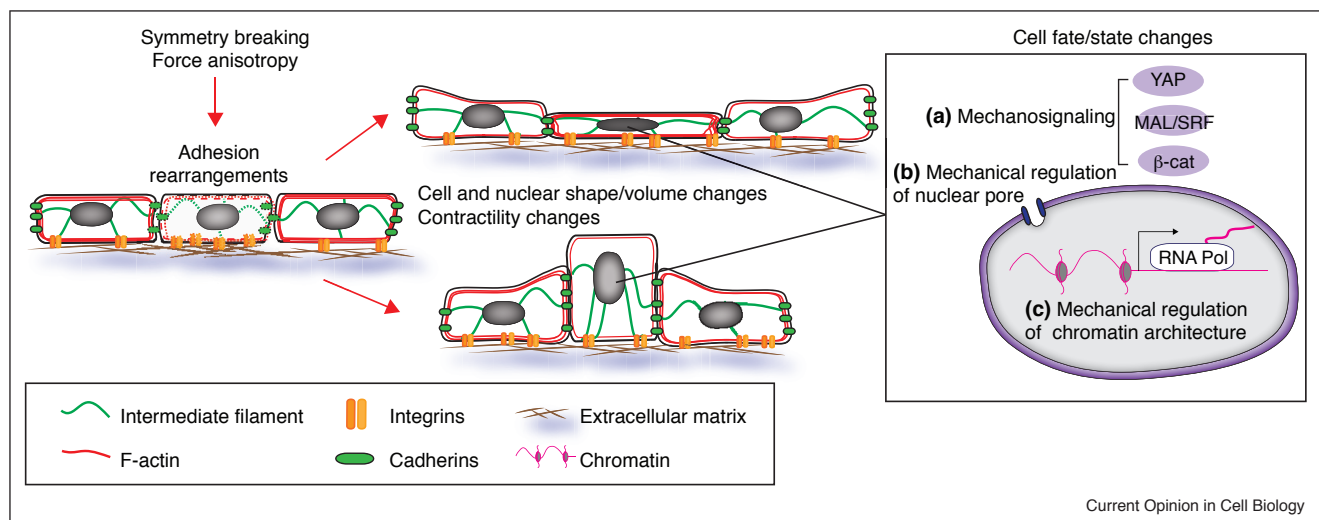 Symmetry breaking
Force anisotropy
Adhesion
rearrangements
Cell and nuclear shape/volume changes
Contractility changes
Cell fate/state changes
(a) Mechanosignaling
YAP
MAL/SRF
β-cat
(b) Mechanical regulation
of nuclear pore
RNA Pol
(c) Mechanical regulation
of chromatin architecture
Intermediate filament
Integrins
Extracellular matrix
F-actin
Cadherins
Chromatin
Current Opinion in Cell Biology